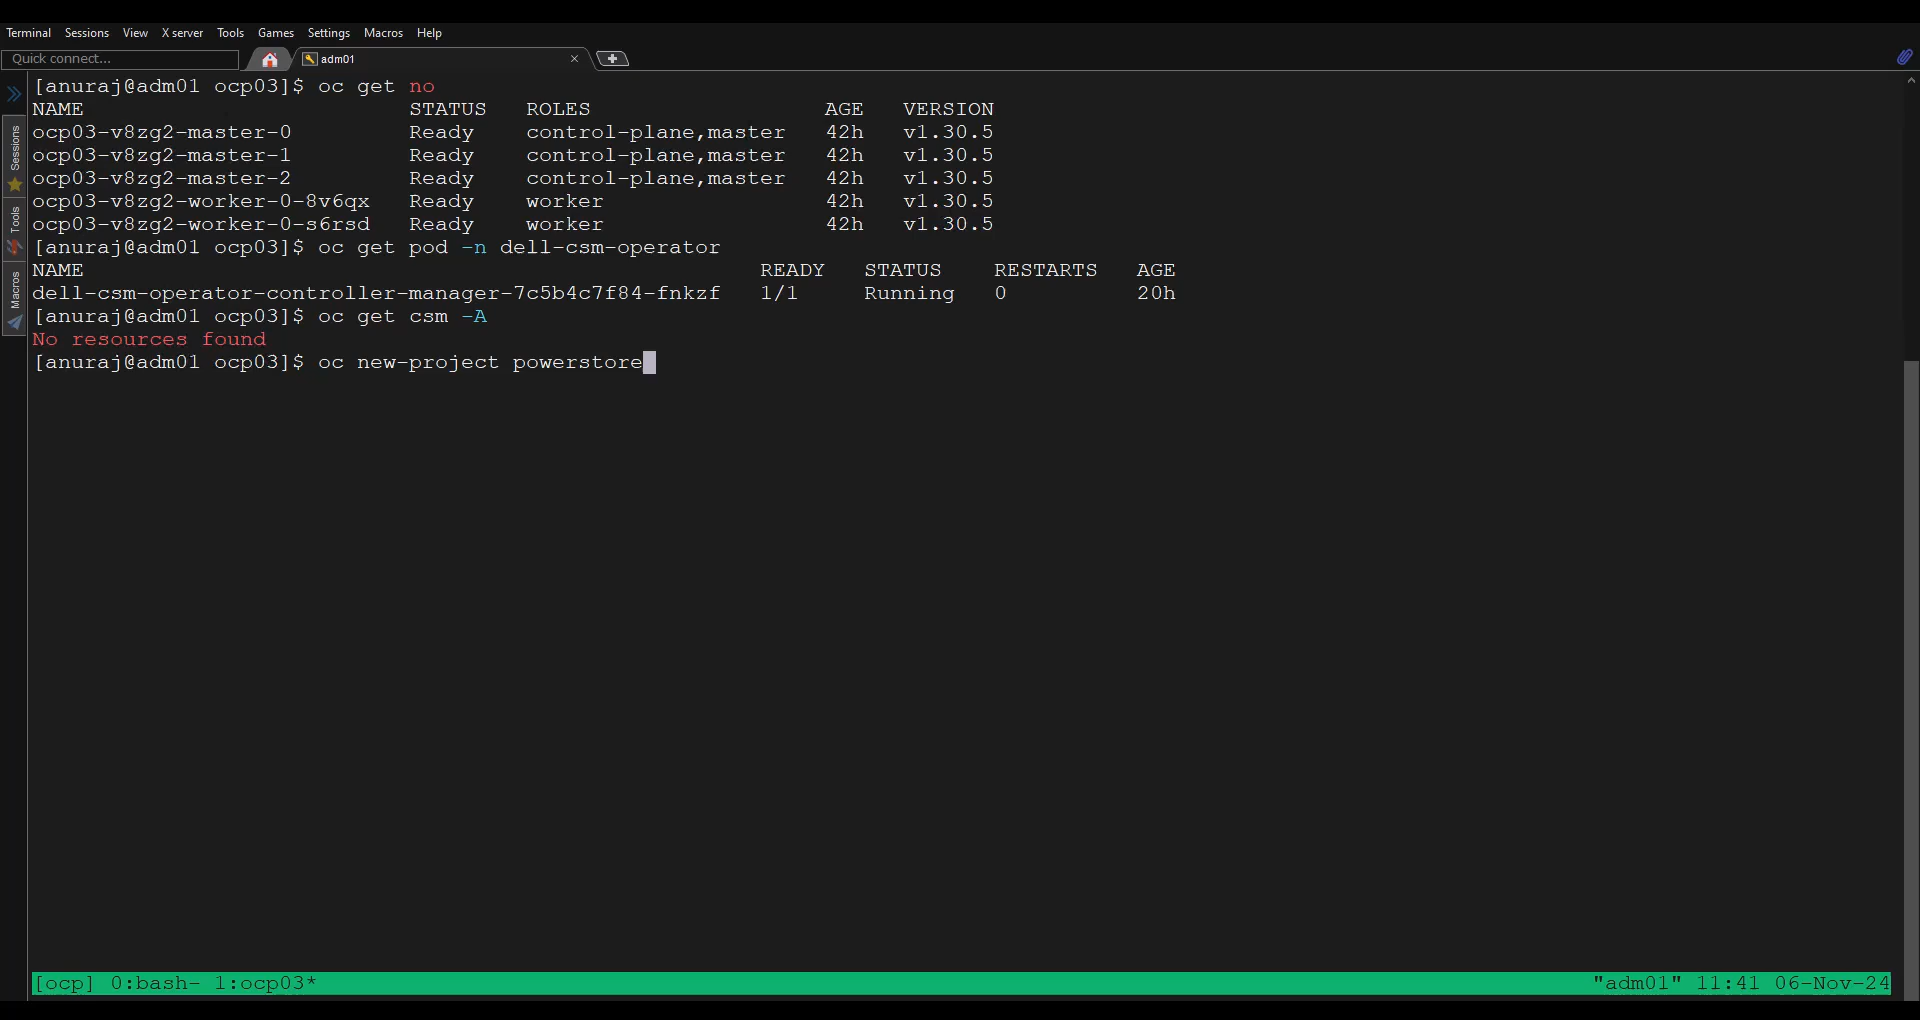 Terminal Sessions View X server Tools Games Settings Macros Help
Quick connect... adm01
Sessions
Tools
Macros
[anuraj@adm01 ocp03]$ oc get no
NAME STATUS ROLES AGE VERSION
ocp03-v8zg2-master-0 Ready control-plane,master 42h v1.30.5
ocp03-v8zg2-master-1 Ready control-plane,master 42h v1.30.5
ocp03-v8zg2-master-2 Ready control-plane,master 42h v1.30.5
ocp03-v8zg2-worker-0-8v6qx Ready worker 42h v1.30.5
ocp03-v8zg2-worker-0-s6rsd Ready worker 42h v1.30.5
[anuraj@adm01 ocp03]$ oc get pod -n dell-csm-operator
NAME READY STATUS RESTARTS AGE
dell-csm-operator-controller-manager-7c5b4c7f84-fnkzf 1/1 Running 0 20h
[anuraj@adm01 ocp03]$ oc get csm -A
No resources found
[anuraj@adm01 ocp03]$ oc new-project powerstore
[ocp] 0:bash- 1:ocp03* "adm01" 11:41 06-Nov-24